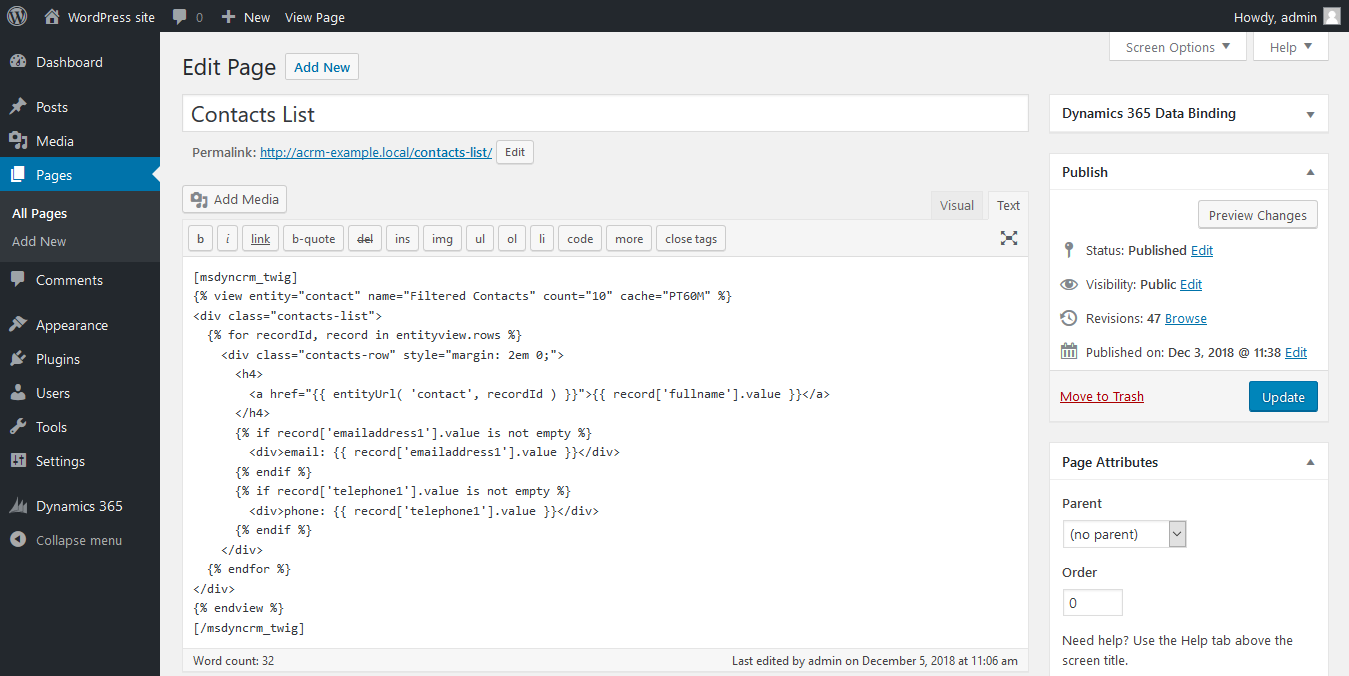 WordPress site 0 New View Page Howdy, admin
Dashboard
Posts
Media
Pages
All Pages
Add New
Comments
Appearance
Plugins
Users
Tools
Settings
Dynamics 365
Collapse menu
Screen Options Help
Edit Page Add New
Contacts List
Permalink: http://acrm-example.local/contacts-list/ Edit
Add Media
Visual Text
b i link b-quote del ins img ul ol li code more close tags
[msdyncrm_twig]
{% view entity="contact" name="Filtered Contacts" count="10" cache="PT60M" %}
<div class="contacts-list">
  {% for recordId, record in entityview.rows %}
    <div class="contacts-row" style="margin: 2em 0;">
      <h4>
        <a href="{{ entityUrl( 'contact', recordId ) }}">{{ record['fullname'].value }}</a>
      </h4>
      {% if record['emailaddress1'].value is not empty %}
        <div>email: {{ record['emailaddress1'].value }}</div>
      {% endif %}
      {% if record['telephone1'].value is not empty %}
        <div>phone: {{ record['telephone1'].value }}</div>
      {% endif %}
    </div>
  {% endfor %}
</div>
{% endview %}
[/msdyncrm_twig]
Word count: 32 Last edited by admin on December 5, 2018 at 11:06 am
Dynamics 365 Data Binding
Publish
Preview Changes
Status: Published Edit
Visibility: Public Edit
Revisions: 47 Browse
Published on: Dec 3, 2018 @ 11:38 Edit
Move to Trash Update
Page Attributes
Parent
(no parent)
Order
0
Need help? Use the Help tab above the
screen title.